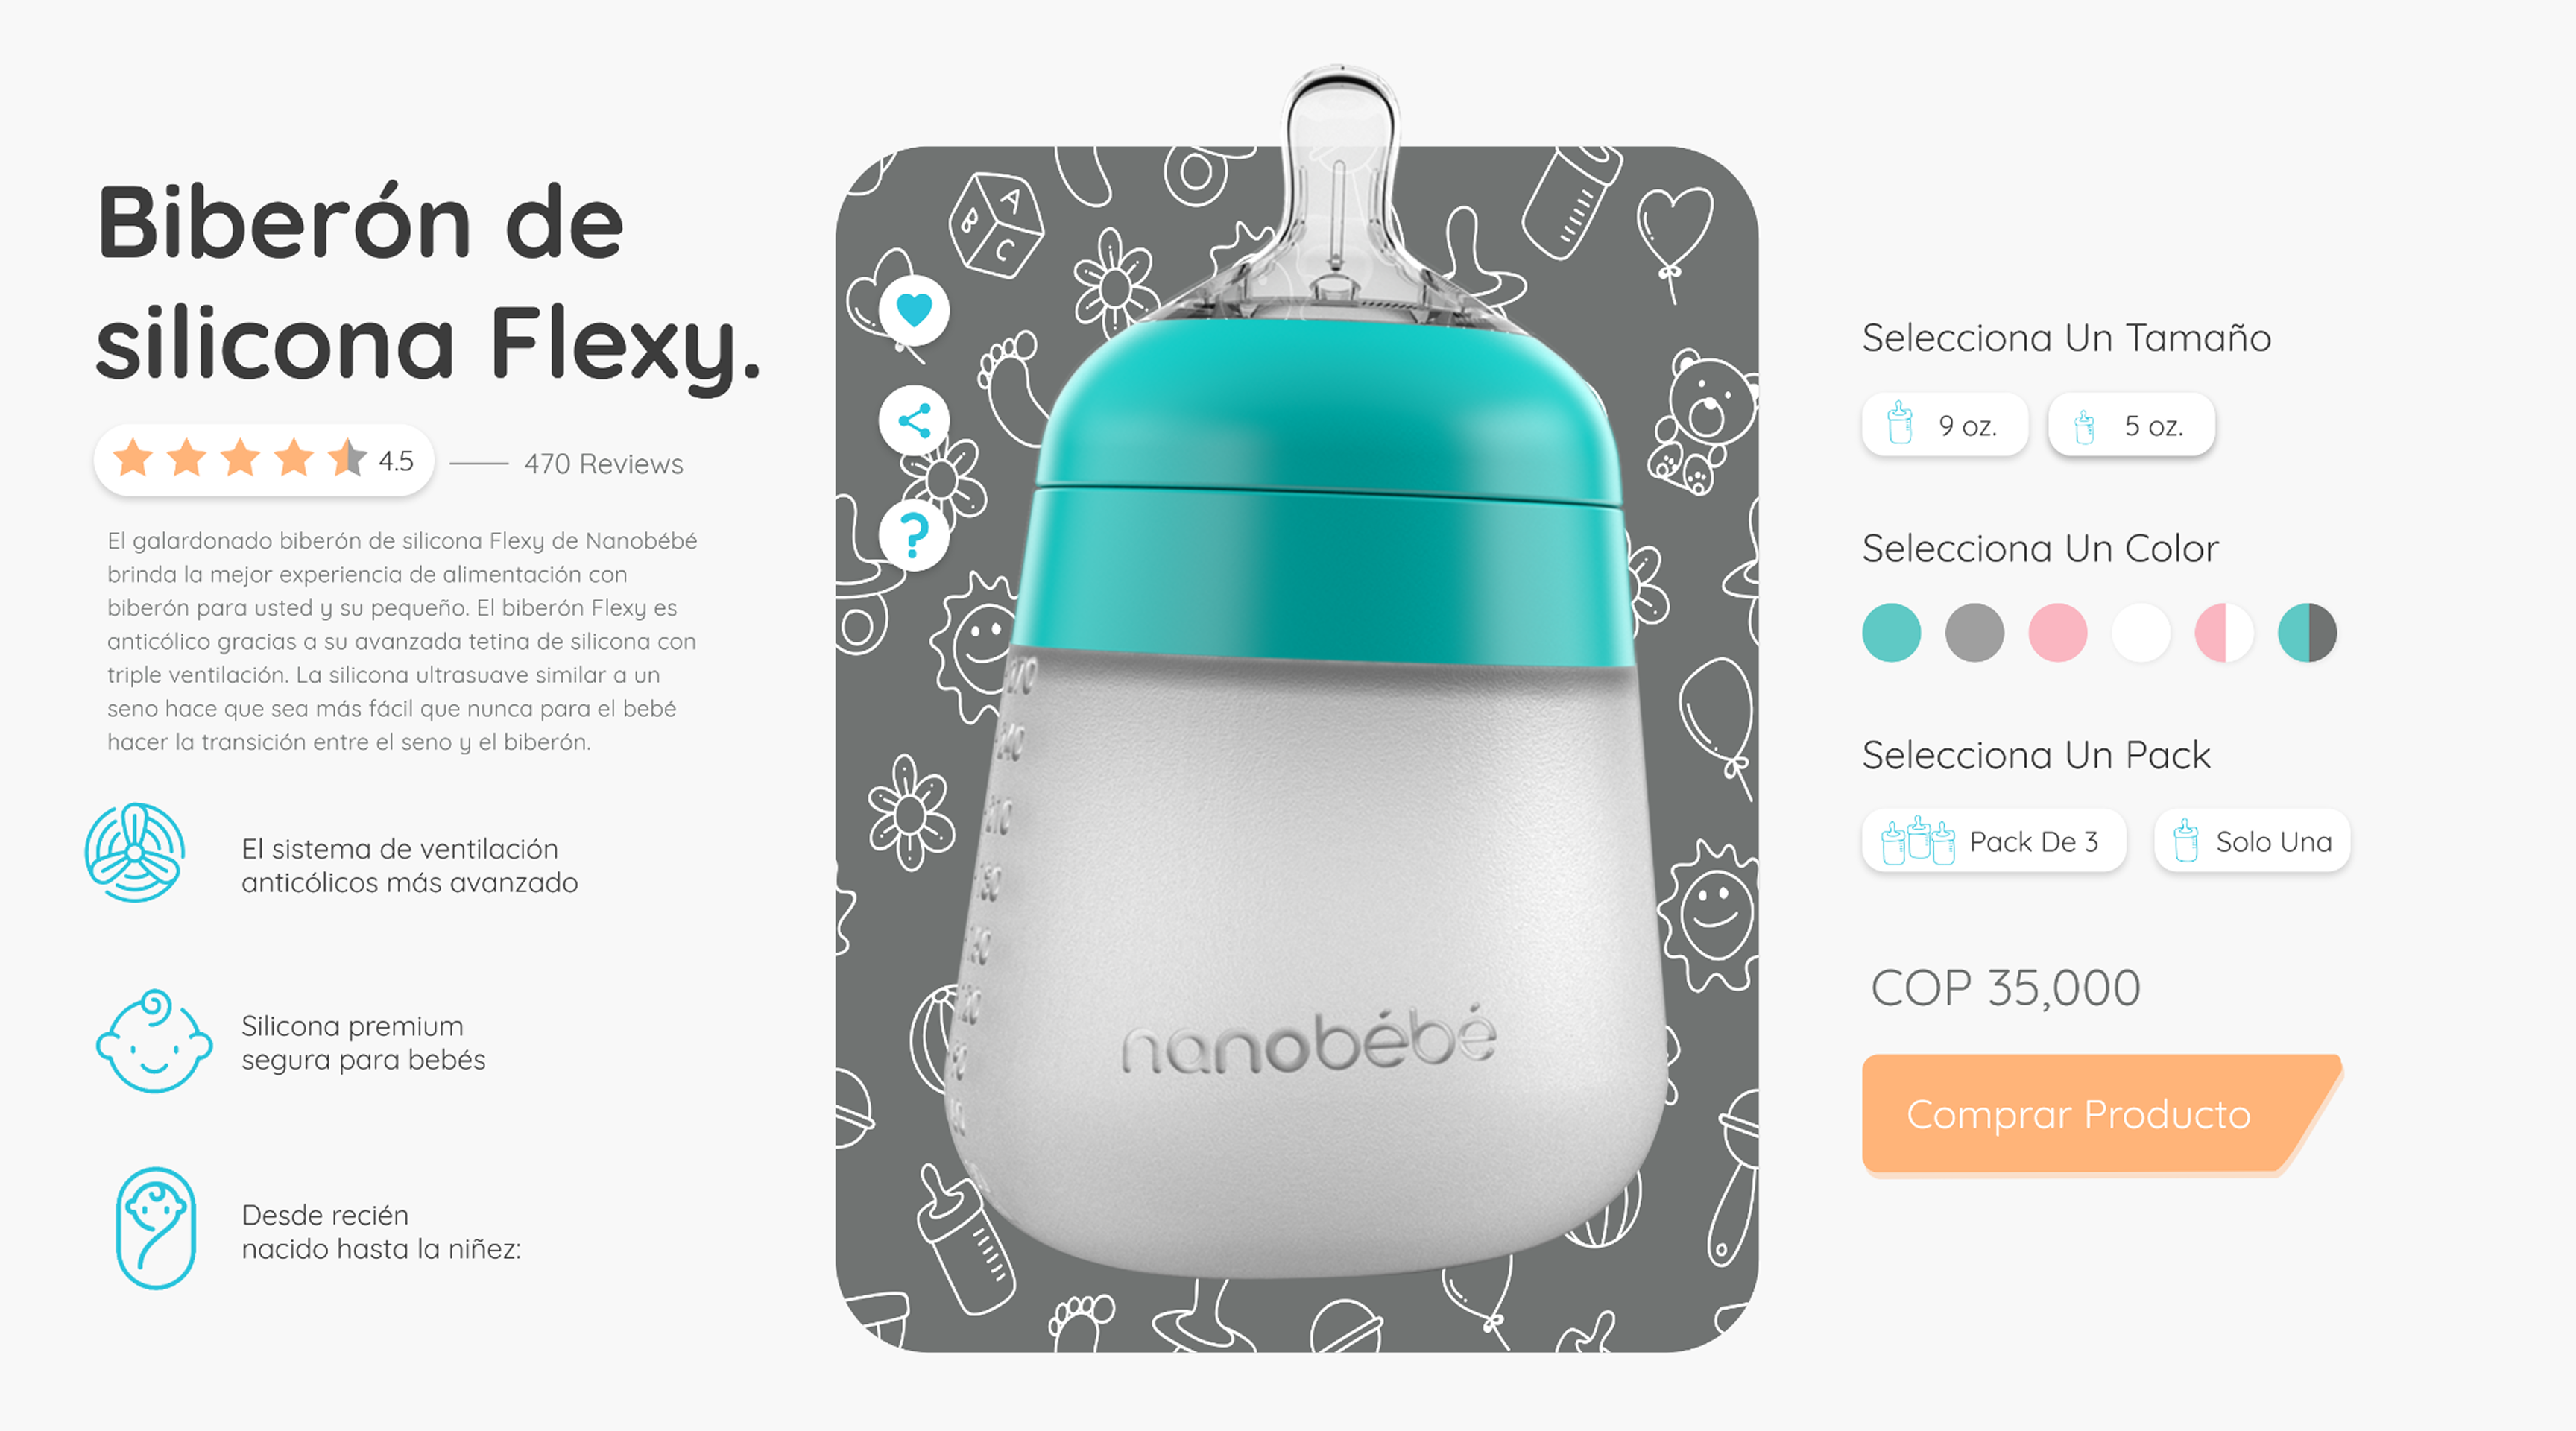 Biberón de
silicona Flexy.
4.5
470 Reviews
El galardonado biberón de silicona Flexy de Nanobébé
brinda la mejor experiencia de alimentación con
biberón para usted y su pequeño. El biberón Flexy es
anticólico gracias a su avanzada tetina de silicona con
triple ventilación. La silicona ultrasuave similar a un
seno hace que sea más fácil que nunca para el bebé
hacer la transición entre el seno y el biberón.
El sistema de ventilación
anticólicos más avanzado
Silicona premium
segura para bebés
Desde recién
nacido hasta la niñez:
A
B
C
?
210
nanobébé
Selecciona Un Tamaño
9 oz.
5 oz.
Selecciona Un Color
Selecciona Un Pack
Pack De 3
Solo Una
COP 35,000
Comprar Producto